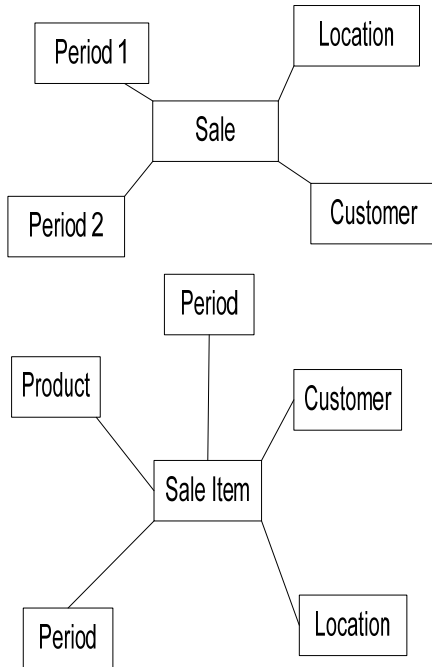 Location
Period 1
Sale
Period 2
Customer
Period
Product
Customer
Sale Item
Period
Location